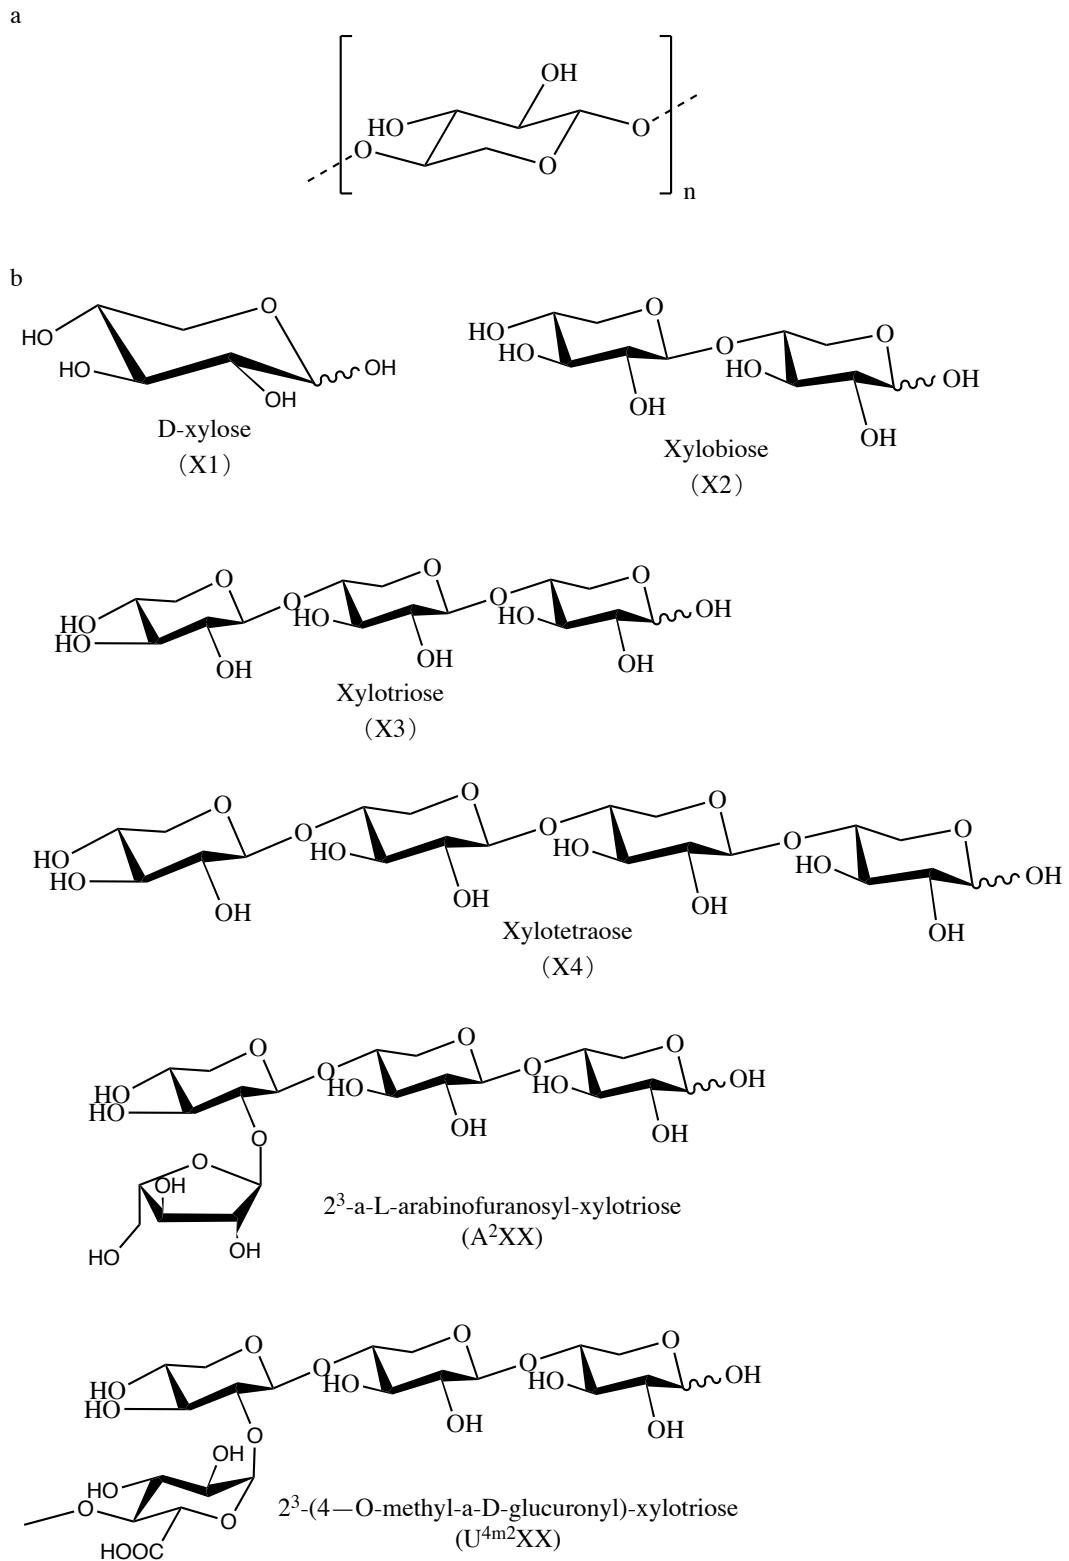 a
OH
HO
O
O
O
n
b
O
HO
HO
OH
OH
D-xylose
（X1）
O
HO
HO
O
OH
O
HO
OH
OH
Xylobiose
（X2）
O
HO
HO
O
OH
O
HO
O
OH
O
HO
OH
OH
Xylotriose
（X3）
O
HO
HO
O
OH
O
HO
O
OH
O
HO
O
OH
O
HO
OH
OH
Xylotetraose
（X4）
O
HO
HO
O
O
HO
O
OH
O
HO
OH
OH
O
O
OH
HO
OH
2³-a-L-arabinofuranosyl-xylotriose
(A²XX)
O
HO
HO
O
O
HO
O
OH
O
HO
OH
OH
O
OH
HO
O
O
HOOC
2³-(4—O-methyl-a-D-glucuronyl)-xylotriose
(U⁴ᵐ²XX)